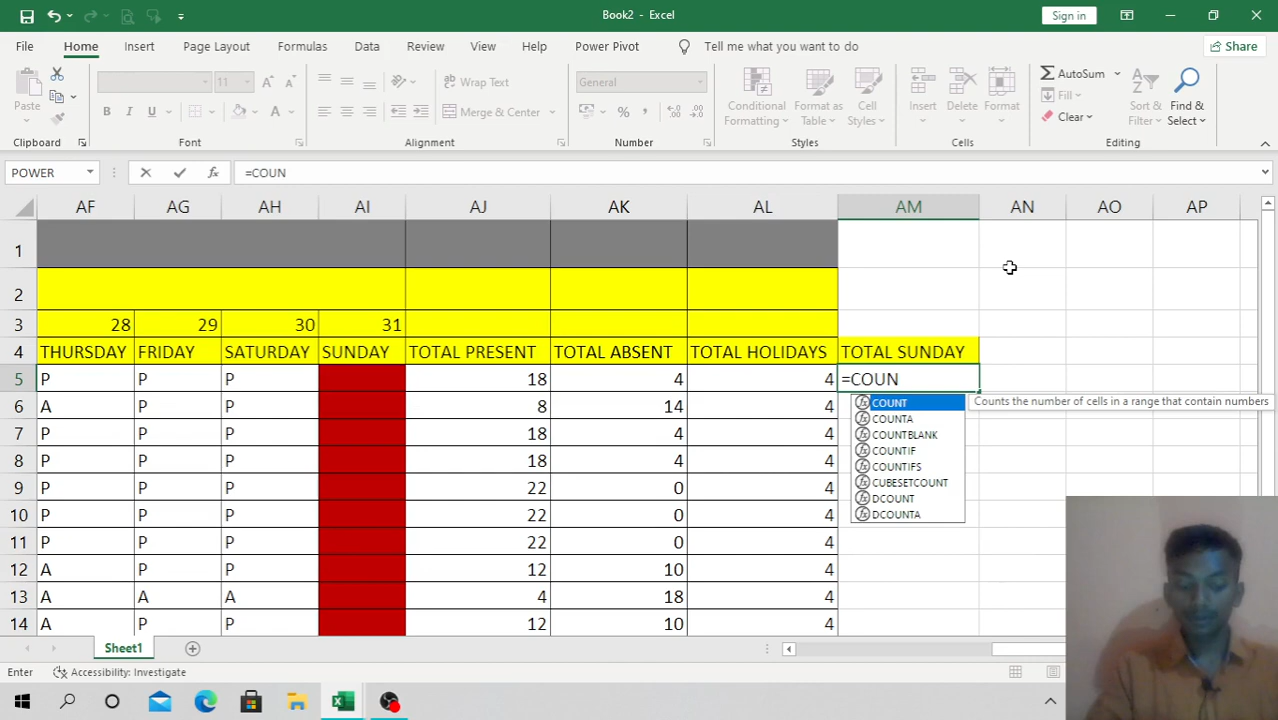 Book2 - Excel
Sign in
File Home Insert Page Layout Formulas Data Review View Help Power Pivot Tell me what you want to do Share
Paste
11
B I U
A A
A
Wrap Text
Merge & Center
General
% ,
Conditional Formatting
Format as Table
Cell Styles
Insert
Delete
Format
AutoSum
Fill
Clear
Sort & Filter
Find & Select
Clipboard Font Alignment Number Styles Cells Editing
POWER fx =COUN
AF AG AH AI AJ AK AL AM AN AO AP
1
2
3 28 29 30 31
4 THURSDAY FRIDAY SATURDAY SUNDAY TOTAL PRESENT TOTAL ABSENT TOTAL HOLIDAYS TOTAL SUNDAY
5 P P P 18 4 4 =COUN
6 A P P 8 14 4
7 P P P 18 4 4
8 P P P 18 4 4
9 P P P 22 0 4
10 P P P 22 0 4
11 P P P 22 0 4
12 A P P 12 10 4
13 A A A 4 18 4
14 A P P 12 10 4
COUNT
Counts the number of cells in a range that contain numbers
COUNTA
COUNTBLANK
COUNTIF
COUNTIFS
CUBESETCOUNT
DCOUNT
DCOUNTA
Sheet1
Enter Accessibility: Investigate